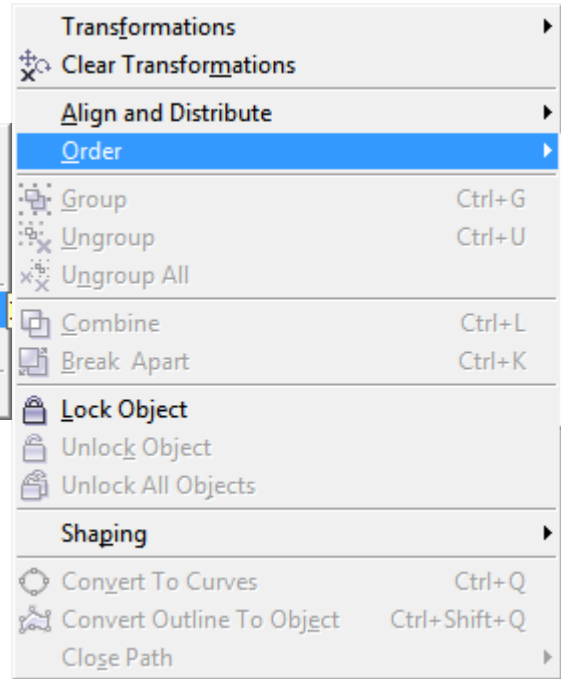 Transformations
Clear Transformations
Align and Distribute
Order
Group Ctrl+G
Ungroup Ctrl+U
Ungroup All
Combine Ctrl+L
Break Apart Ctrl+K
Lock Object
Unlock Object
Unlock All Objects
Shaping
Convert To Curves Ctrl+Q
Convert Outline To Object Ctrl+Shift+Q
Close Path